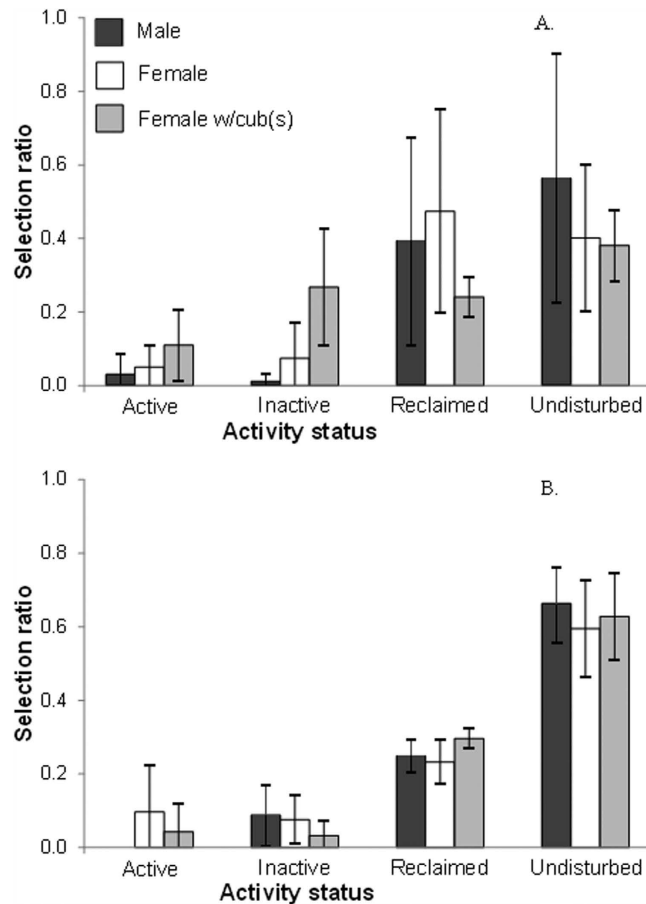 1.0
A.
Male
0.8
Female
Female w/cub(s)
0.6
Selection ratio
0.4
0.2
0.0
Active Inactive Reclaimed Undisturbed
Activity status
1.0
B.
0.8
0.6
Selection ratio
0.4
0.2
0.0
Active Inactive Reclaimed Undisturbed
Activity status